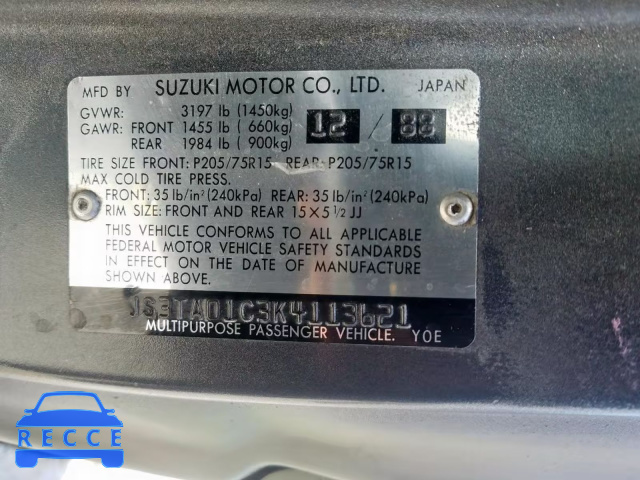 MFD BY SUZUKI MOTOR CO., LTD. JAPAN
GVWR: 3197 lb (1450kg)
GAWR: FRONT 1455 lb ( 660kg) 12 / 88
REAR 1984 lb ( 900kg)
TIRE SIZE FRONT: P205/75R15 REAR: P205/75R15
MAX COLD TIRE PRESS.
FRONT: 35 lb/in² (240kPa) REAR: 35 lb/in² (240kPa)
RIM SIZE: FRONT AND REAR 15×5 1/2 JJ
THIS VEHICLE CONFORMS TO ALL APPLICABLE
FEDERAL MOTOR VEHICLE SAFETY STANDARDS
IN EFFECT ON THE DATE OF MANUFACTURE
SHOWN ABOVE.
JS3TA01C3K4113621
MULTIPURPOSE PASSENGER VEHICLE. Y0E
RECCE